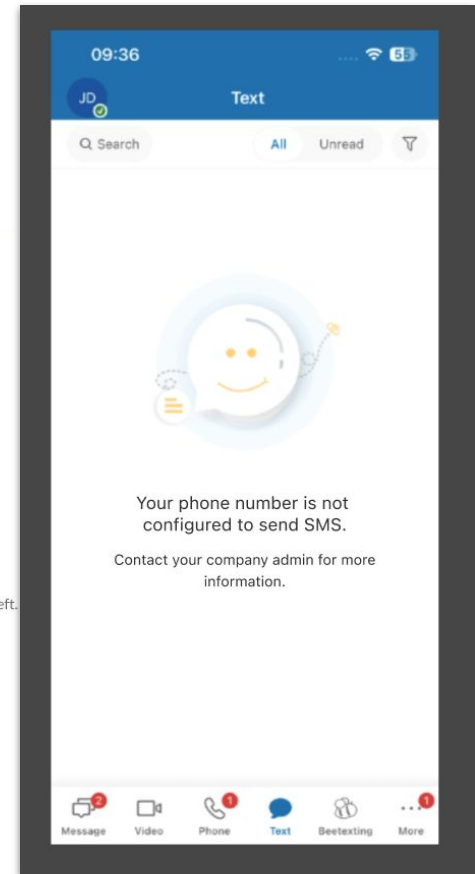 09:36
55
JD
Text
Search
All
Unread
Your phone number is not
configured to send SMS.
Contact your company admin for more
information.
eft.
2
1
1
Message
Video
Phone
Text
Beetexting
More